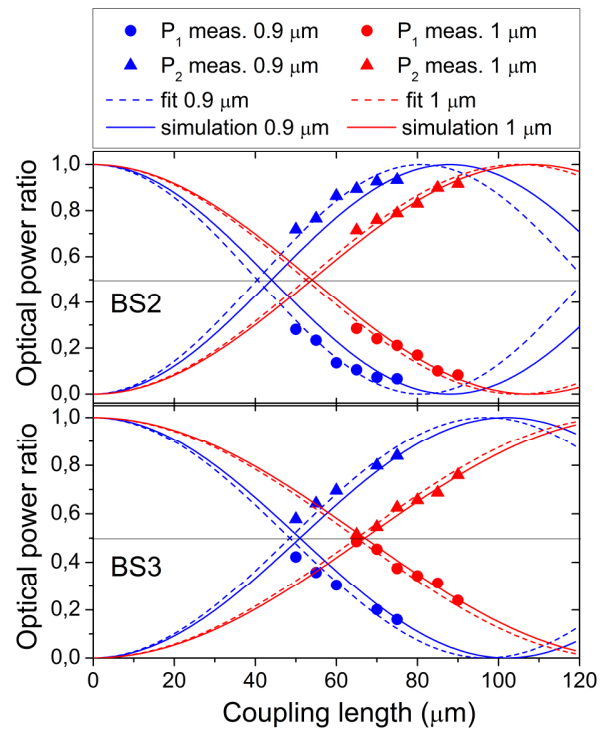 P1 meas. 0.9 μm P1 meas. 1 μm
P2 meas. 0.9 μm P2 meas. 1 μm
fit 0.9 μm fit 1 μm
simulation 0.9 μm simulation 1 μm
Optical power ratio
1,0
0,8
0,6
0,4
0,2
0,0
BS2
Optical power ratio
1,0
0,8
0,6
0,4
0,2
0,0
BS3
0 20 40 60 80 100 120
Coupling length (μm)